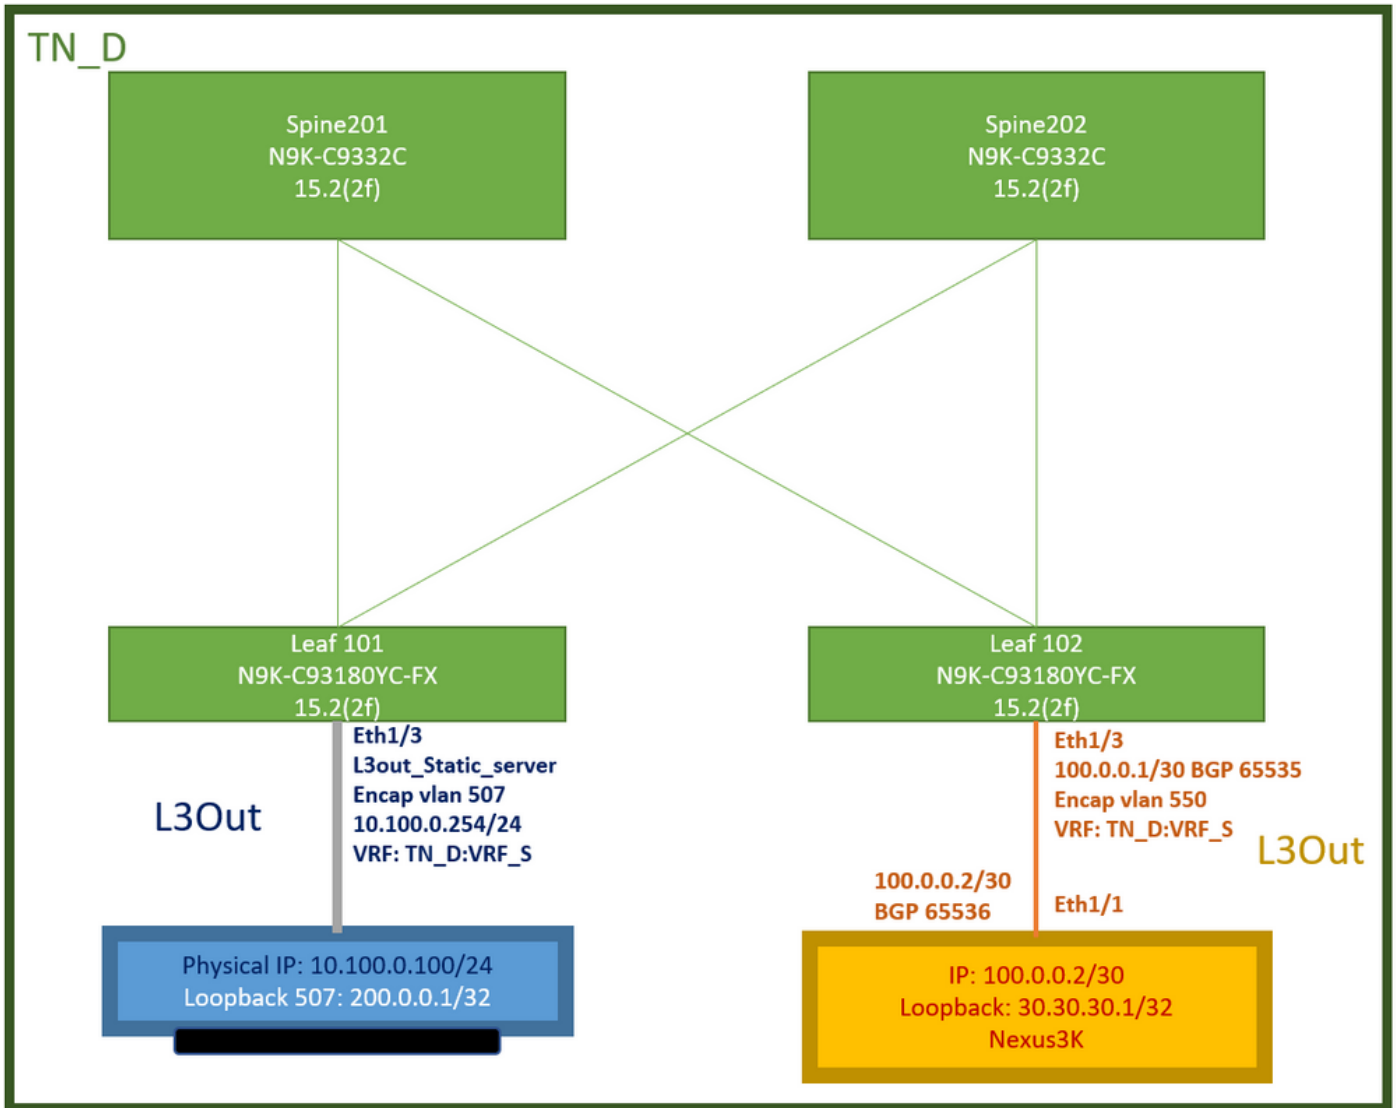 TN_D
Spine201
N9K-C9332C
15.2(2f)
Spine202
N9K-C9332C
15.2(2f)
Leaf 101
N9K-C93180YC-FX
15.2(2f)
Leaf 102
N9K-C93180YC-FX
15.2(2f)
L3Out
Eth1/3
L3out_Static_server
Encap vlan 507
10.100.0.254/24
VRF: TN_D:VRF_S
Eth1/3
100.0.0.1/30 BGP 65535
Encap vlan 550
VRF: TN_D:VRF_S
L3Out
100.0.0.2/30
BGP 65536
Eth1/1
Physical IP: 10.100.0.100/24
Loopback 507: 200.0.0.1/32
IP: 100.0.0.2/30
Loopback: 30.30.30.1/32
Nexus3K